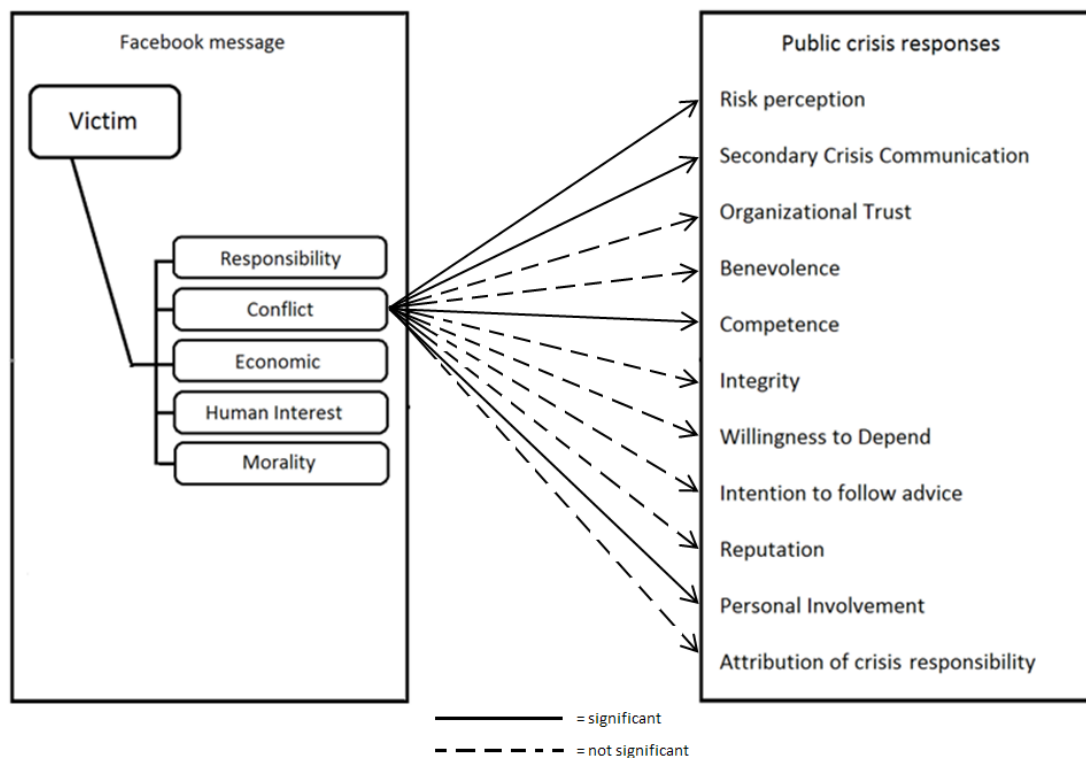 Facebook message
Victim
Responsibility
Conflict
Economic
Human Interest
Morality
Public crisis responses
Risk perception
Secondary Crisis Communication
Organizational Trust
Benevolence
Competence
Integrity
Willingness to Depend
Intention to follow advice
Reputation
Personal Involvement
Attribution of crisis responsibility
= significant
= not significant